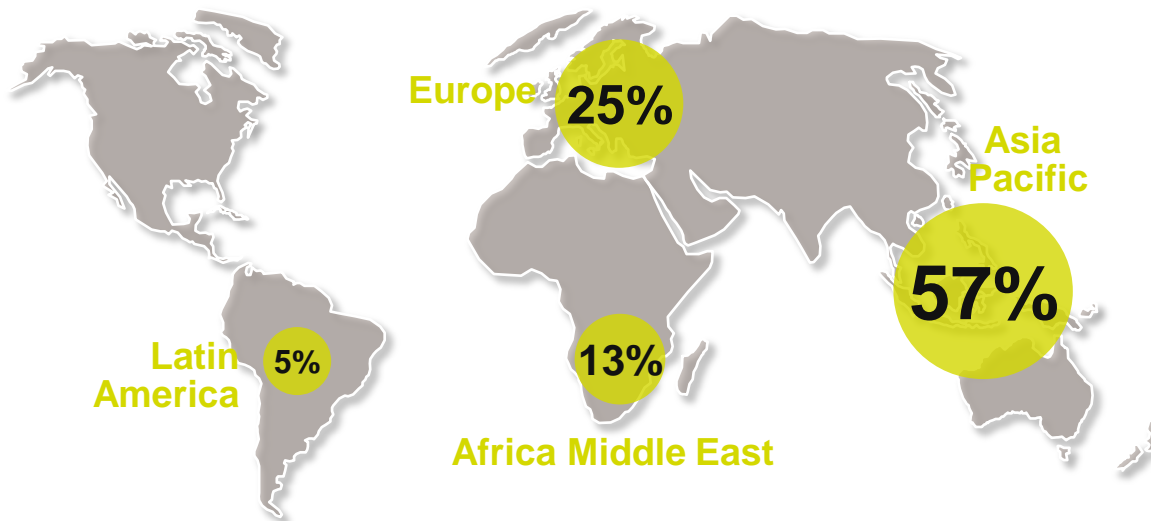 Europe
25%
Asia
Pacific
57%
Latin
America
5%
13%
Africa Middle East